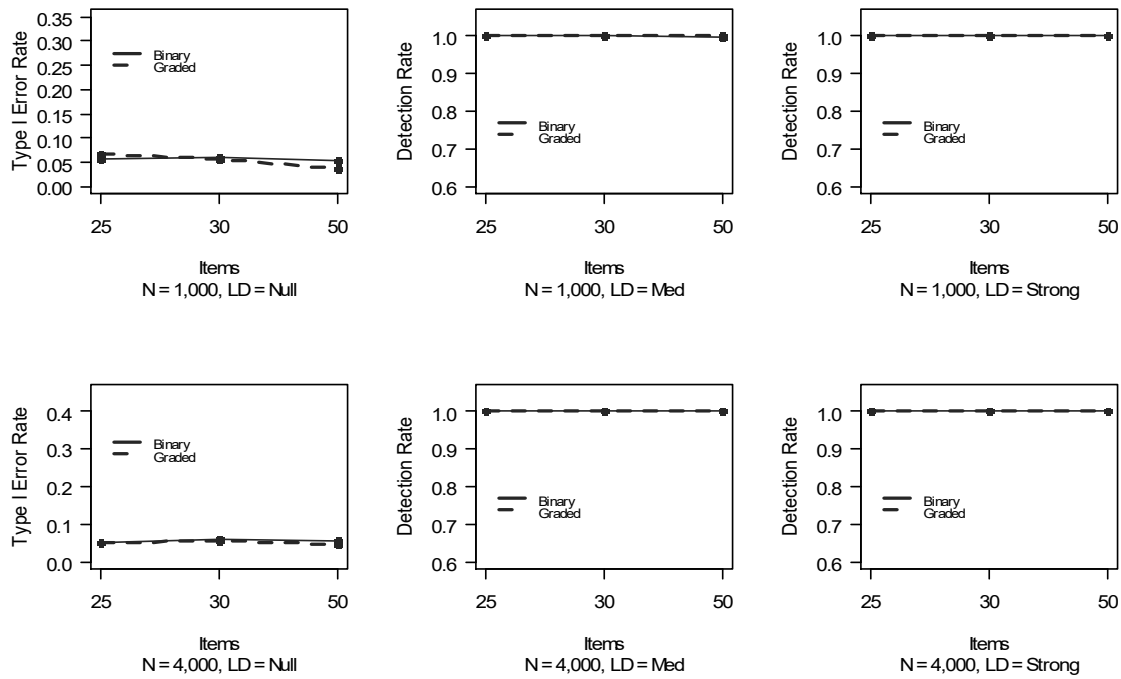 Type I Error Rate
0.35
0.30
0.25
0.20
0.15
0.10
0.05
0.00
Binary
Graded
25 30 50
Items
N = 1,000, LD = Null
Detection Rate
1.0
0.9
0.8
0.7
0.6
Binary
Graded
25 30 50
Items
N = 1,000, LD = Med
Detection Rate
1.0
0.9
0.8
0.7
0.6
Binary
Graded
25 30 50
Items
N = 1,000, LD = Strong
Type I Error Rate
0.4
0.3
0.2
0.1
0.0
Binary
Graded
25 30 50
Items
N = 4,000, LD = Null
Detection Rate
1.0
0.9
0.8
0.7
0.6
Binary
Graded
25 30 50
Items
N = 4,000, LD = Med
Detection Rate
1.0
0.9
0.8
0.7
0.6
Binary
Graded
25 30 50
Items
N = 4,000, LD = Strong